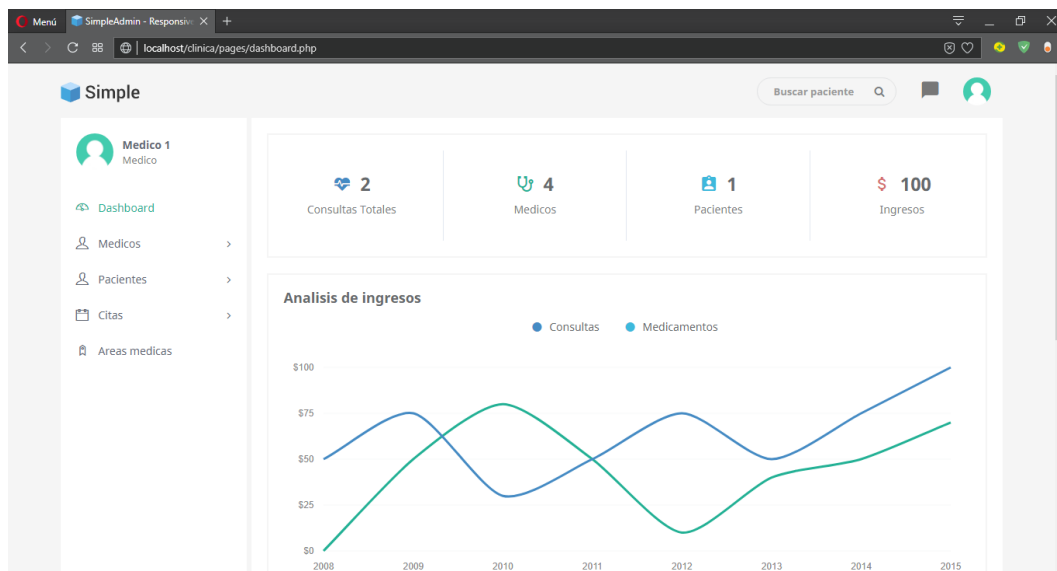 Menú SimpleAdmin - Responsive
localhost/clinica/pages/dashboard.php
Simple
Buscar paciente
Medico 1
Medico
Dashboard
Medicos
Pacientes
Citas
Areas medicas
2
Consultas Totales
4
Medicos
1
Pacientes
$ 100
Ingresos
Analisis de ingresos
Consultas Medicamentos
$100
$75
$50
$25
$0
2008 2009 2010 2011 2012 2013 2014 2015